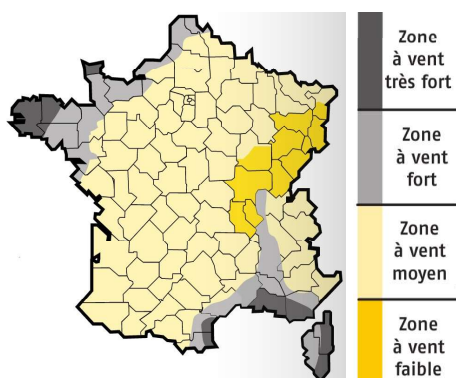 Zone
à vent
très fort
Zone
à vent
fort
Zone
à vent
moyen
Zone
à vent
faible